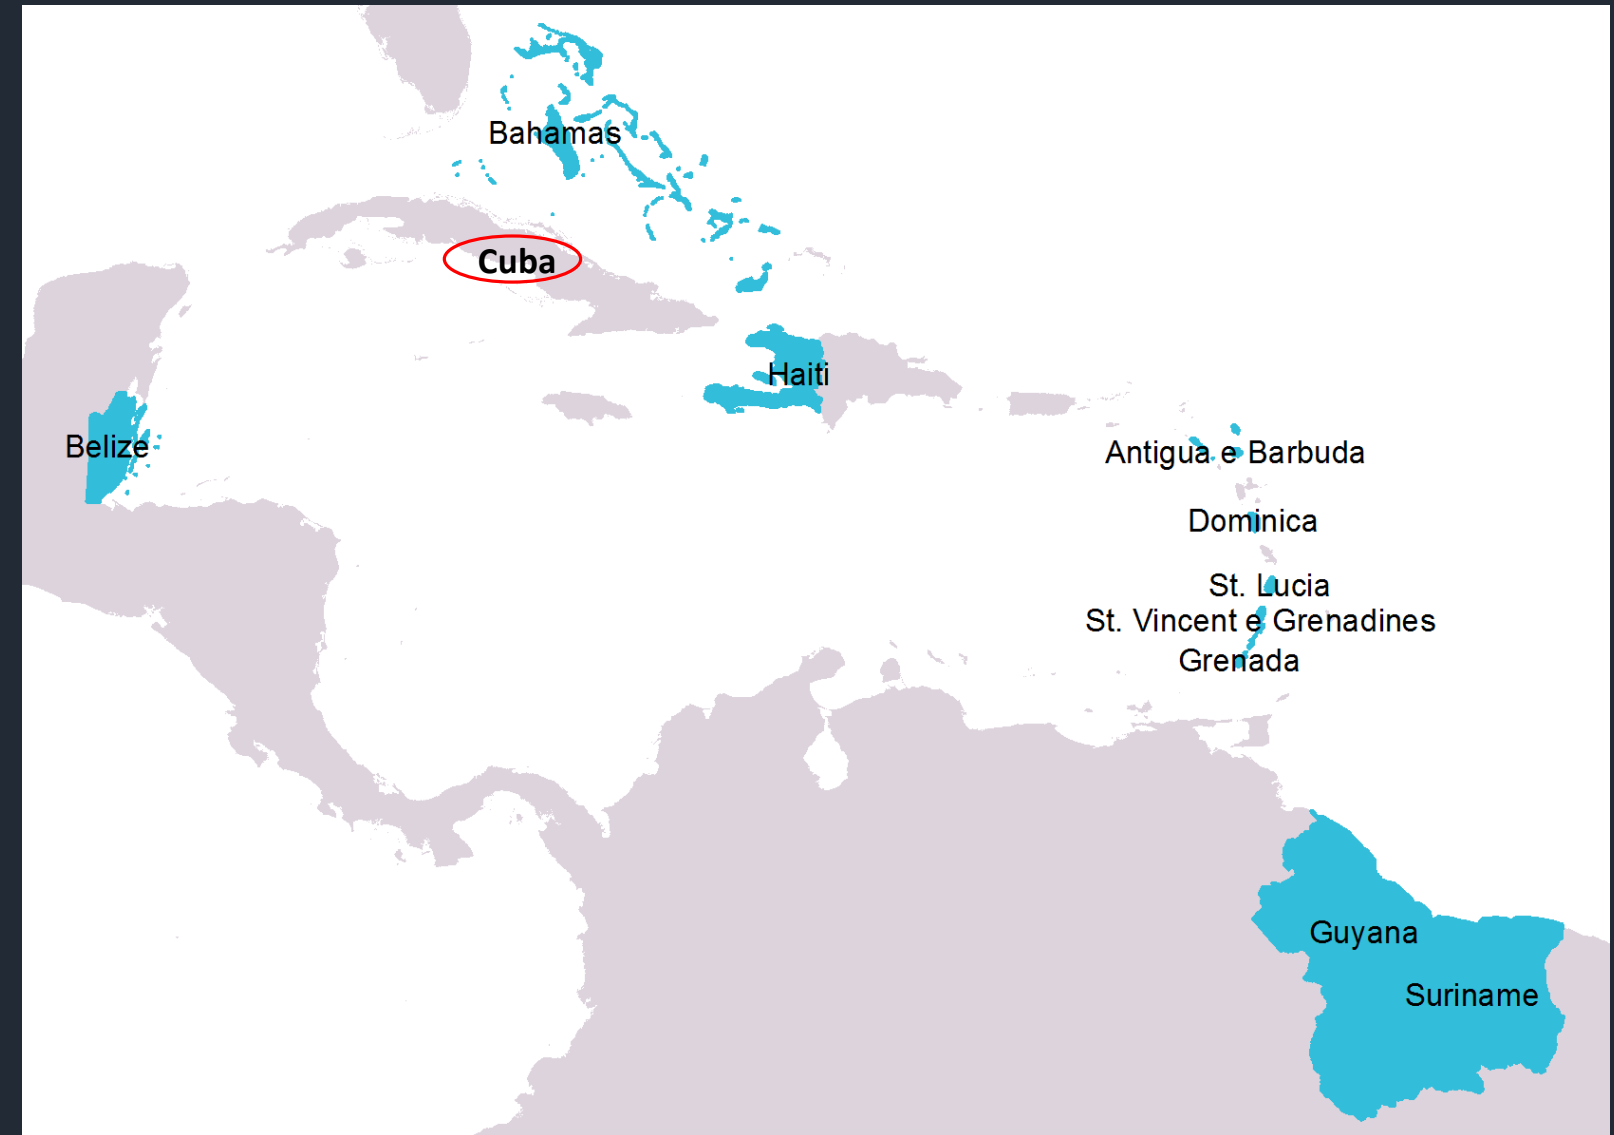 Bahamas
Cuba
Haiti
Belize
Antigua e Barbuda
Dominica
St. Lucia
St. Vincent e Grenadines
Grenada
Guyana
Suriname